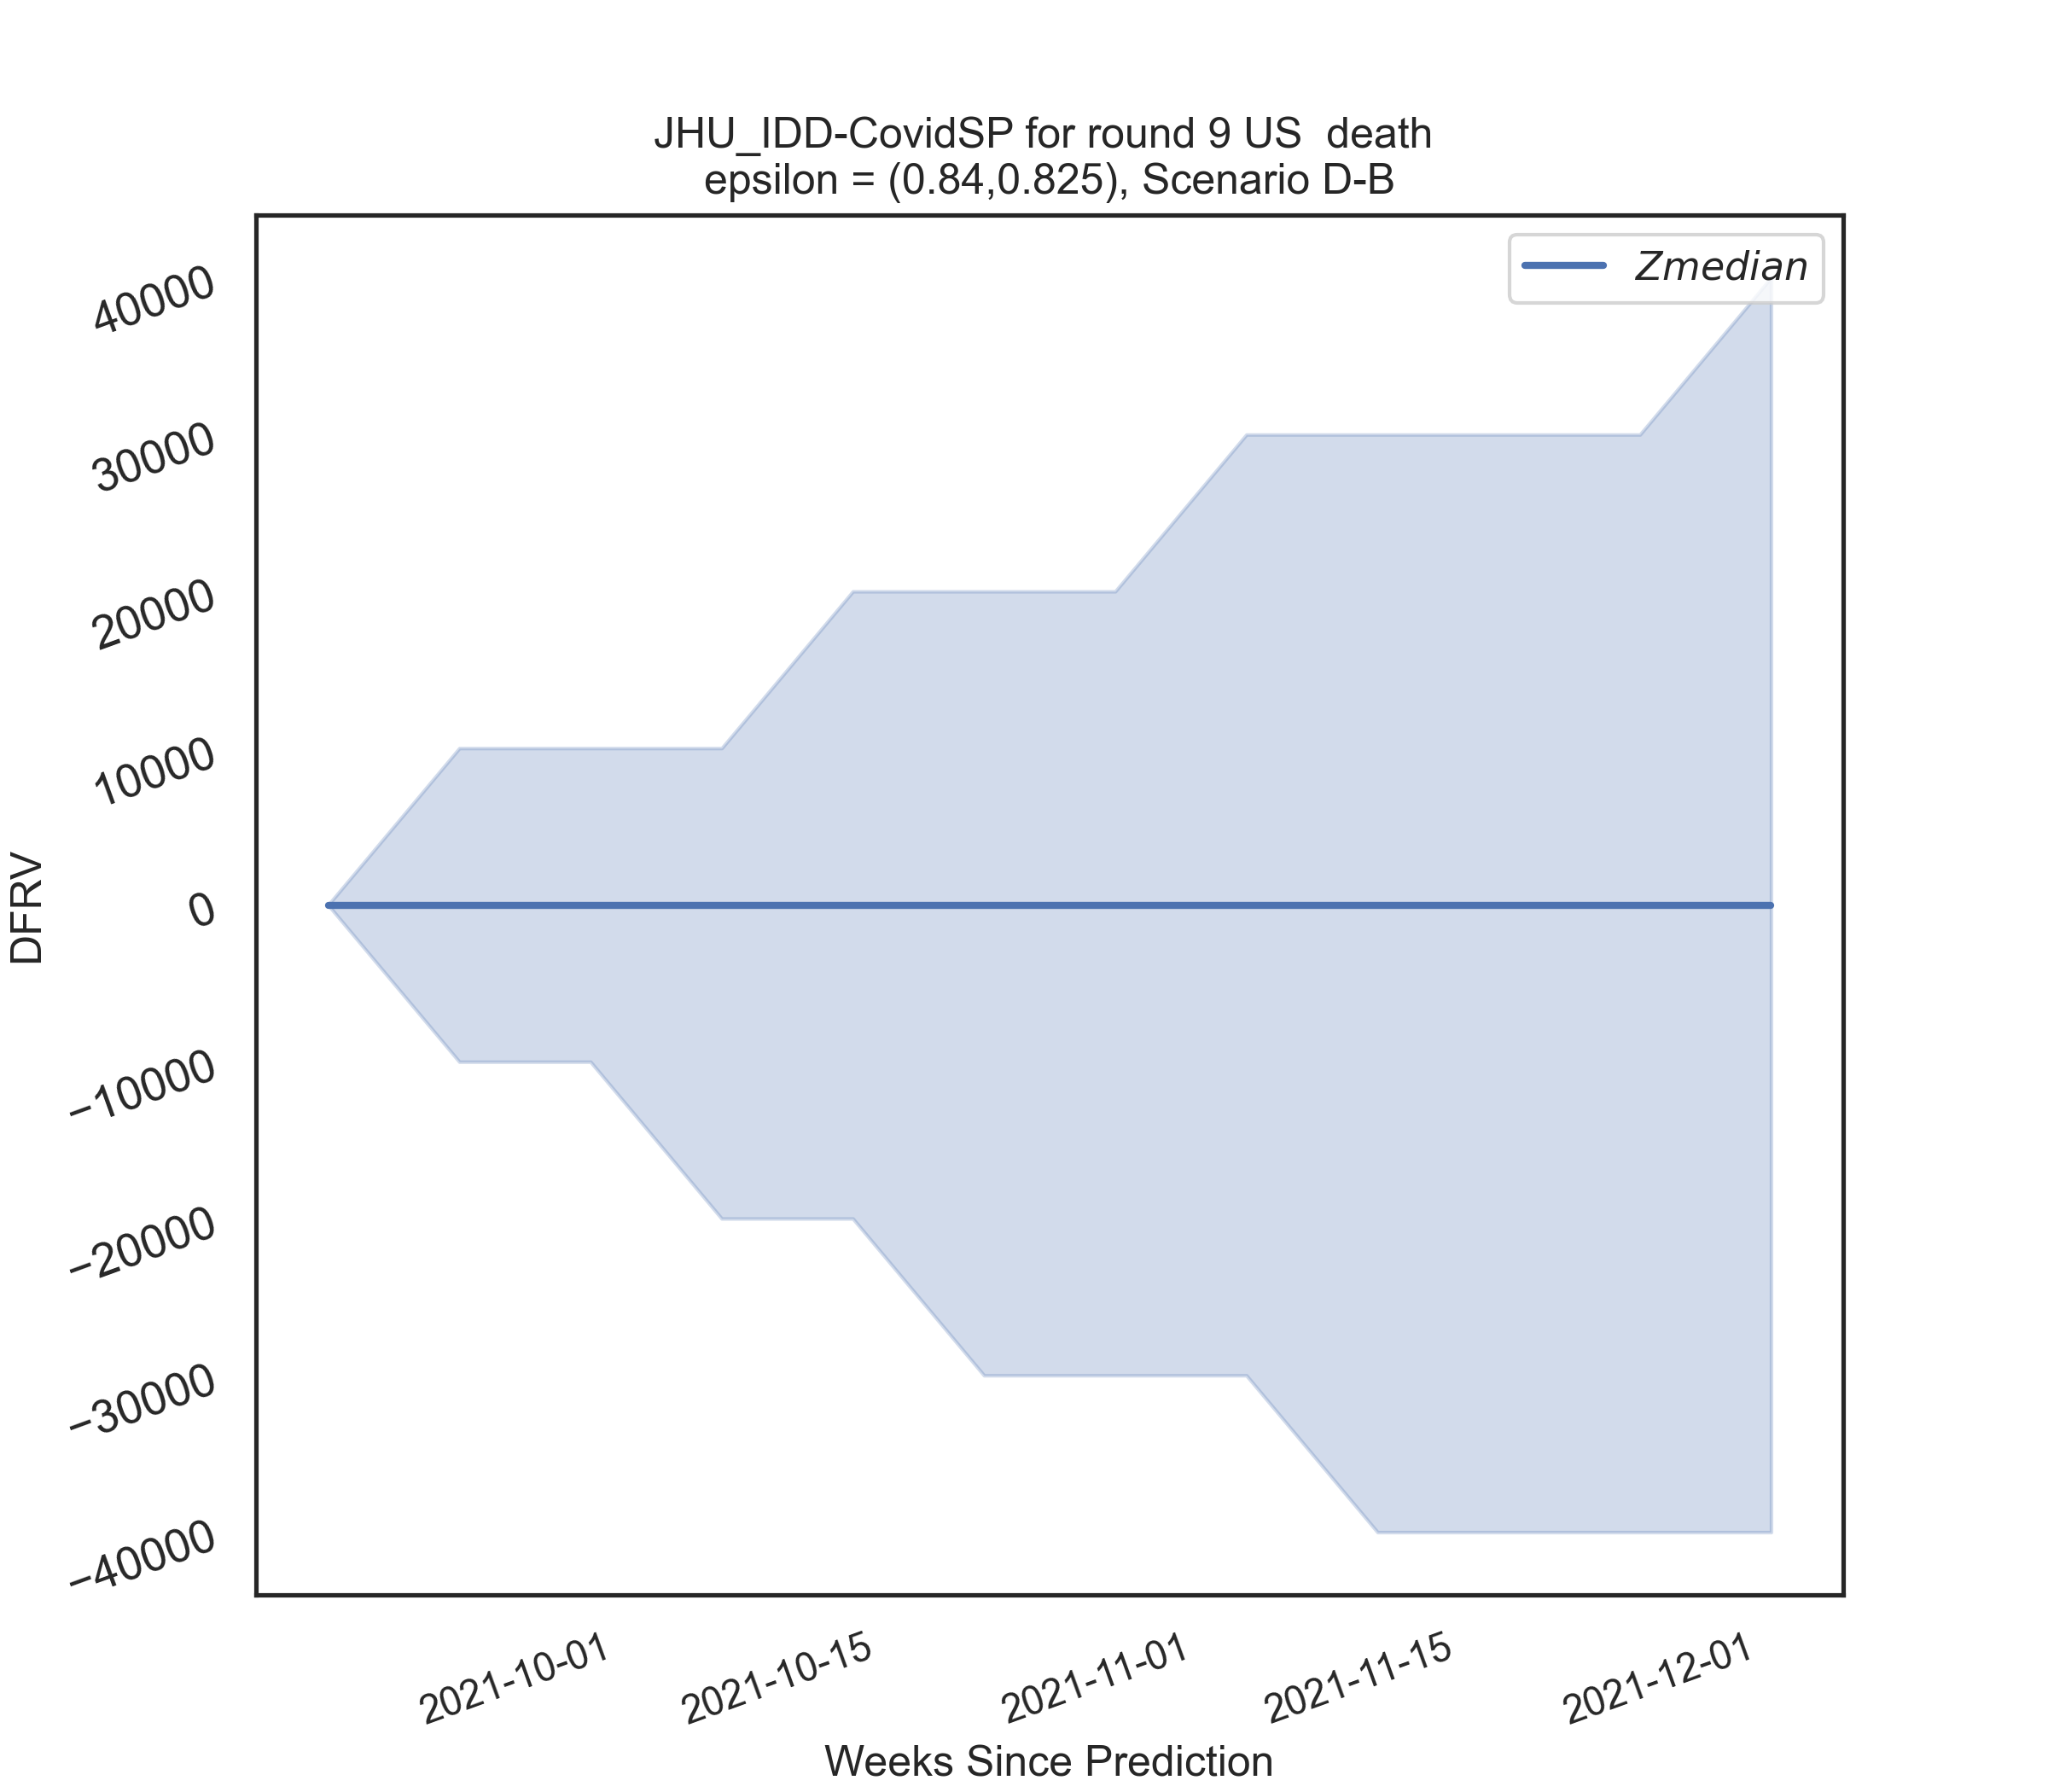 JHU_IDD-CovidSP for round 9 US  death
epsilon = (0.84,0.825), Scenario D-B
Zmedian
40000
30000
20000
10000
0
−10000
−20000
−30000
−40000
DFRV
2021-10-01
2021-10-15
2021-11-01
2021-11-15
2021-12-01
Weeks Since Prediction